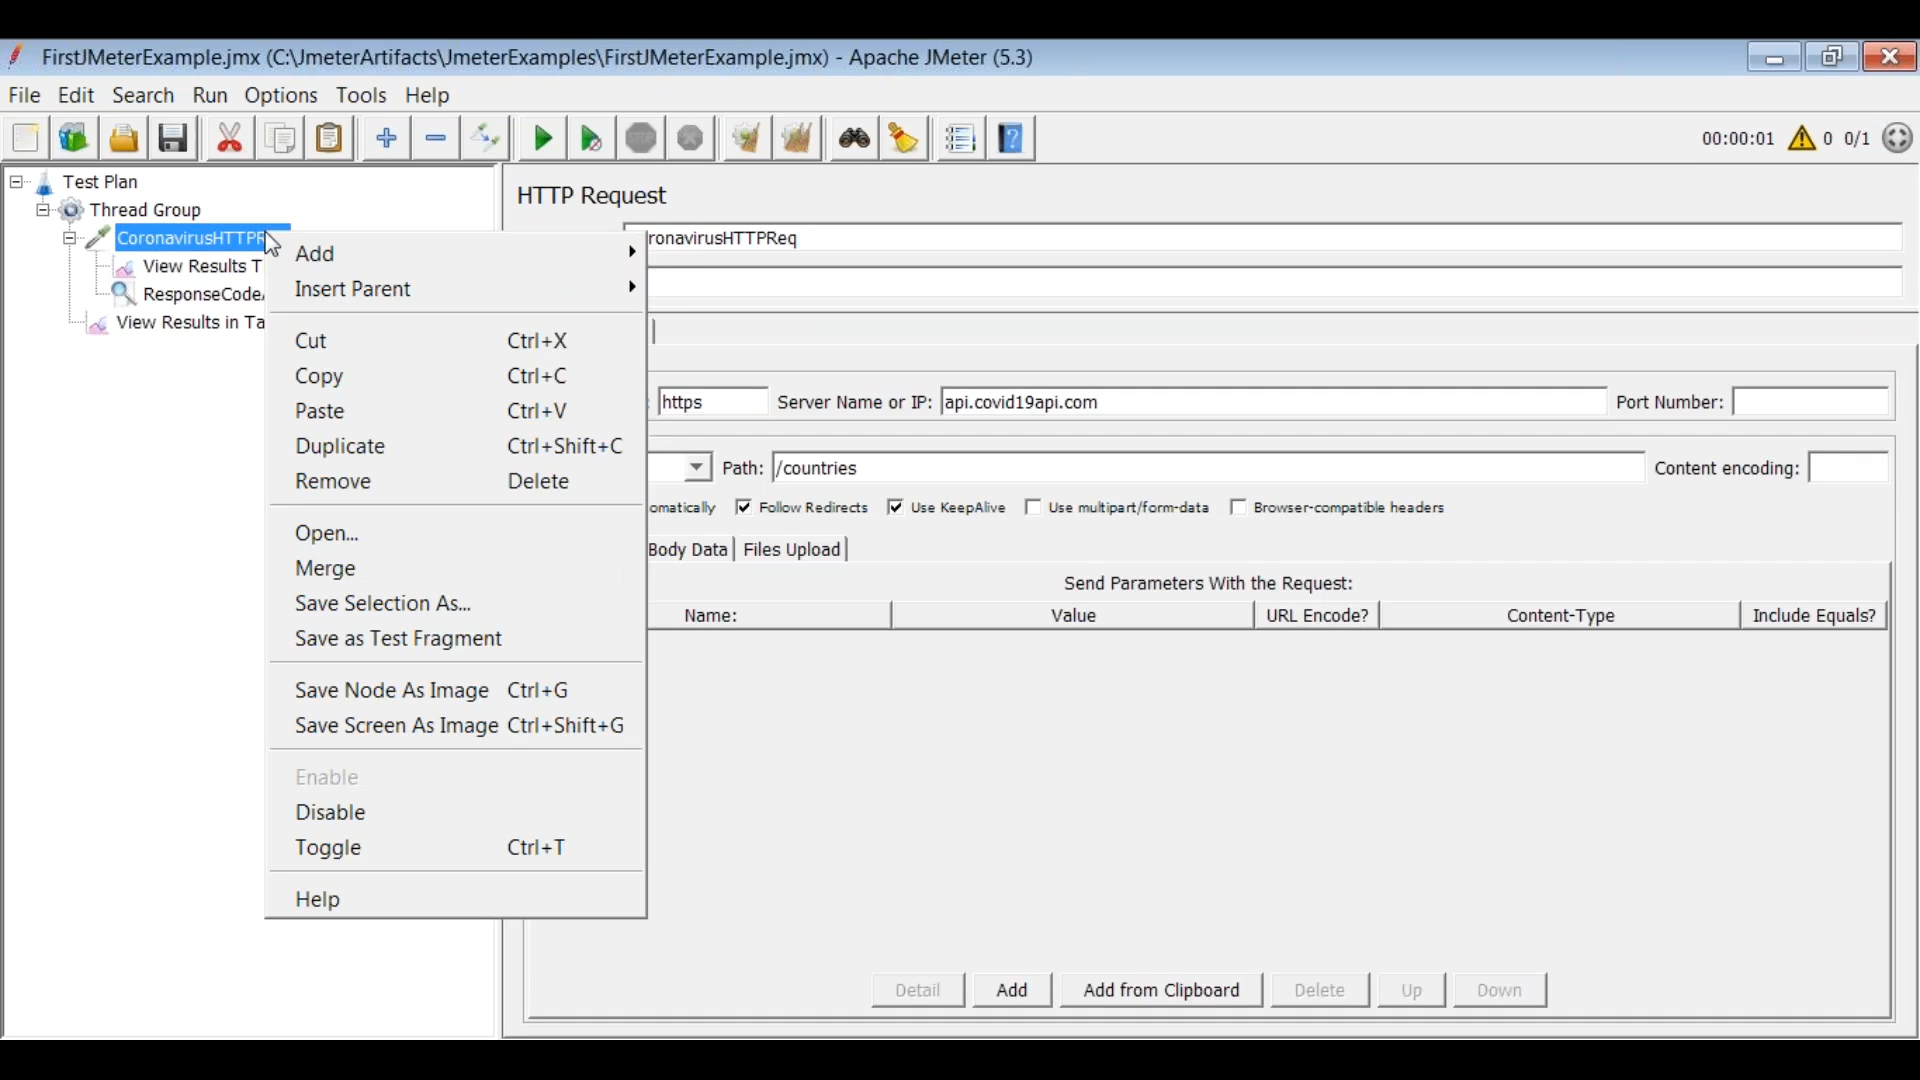 FirstJMeterExample.jmx (C:\JmeterArtifacts\JmeterExamples\FirstJMeterExample.jmx) - Apache JMeter (5.3)
File Edit Search Run Options Tools Help
00:00:01 0 0/1
Test Plan
Thread Group
CoronavirusHTTPR
View Results T
ResponseCode
View Results in Ta
HTTP Request
ronavirusHTTPReq
Add
Insert Parent
Cut Ctrl+X
Copy Ctrl+C
Paste Ctrl+V
Duplicate Ctrl+Shift+C
Remove Delete
Open...
Merge
Save Selection As...
Save as Test Fragment
Save Node As Image Ctrl+G
Save Screen As Image Ctrl+Shift+G
Enable
Disable
Toggle Ctrl+T
Help
https Server Name or IP: api.covid19api.com Port Number:
Path: /countries Content encoding:
omatically Follow Redirects Use KeepAlive Use multipart/form-data Browser-compatible headers
Body Data Files Upload
Send Parameters With the Request:
Name: Value URL Encode? Content-Type Include Equals?
Detail Add Add from Clipboard Delete Up Down